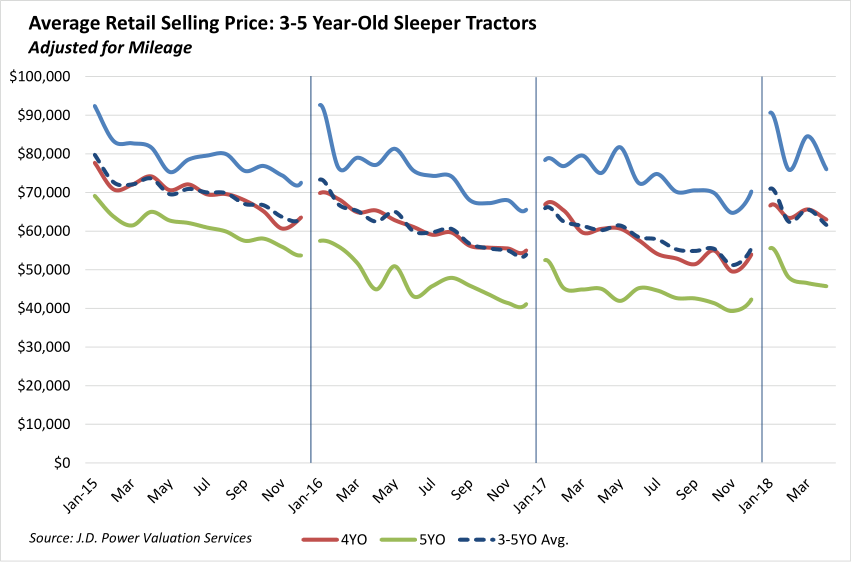 Average Retail Selling Price: 3-5 Year-Old Sleeper Tractors
Adjusted for Mileage
$100,000
$90,000
$80,000
$70,000
$60,000
$50,000
$40,000
$30,000
$20,000
$10,000
$0
Jan-15 Mar May Jul Sep Nov Jan-16 Mar May Jul Sep Nov Jan-17 Mar May Jul Sep Nov Jan-18 Mar
Source: J.D. Power Valuation Services 4YO 5YO 3-5YO Avg.